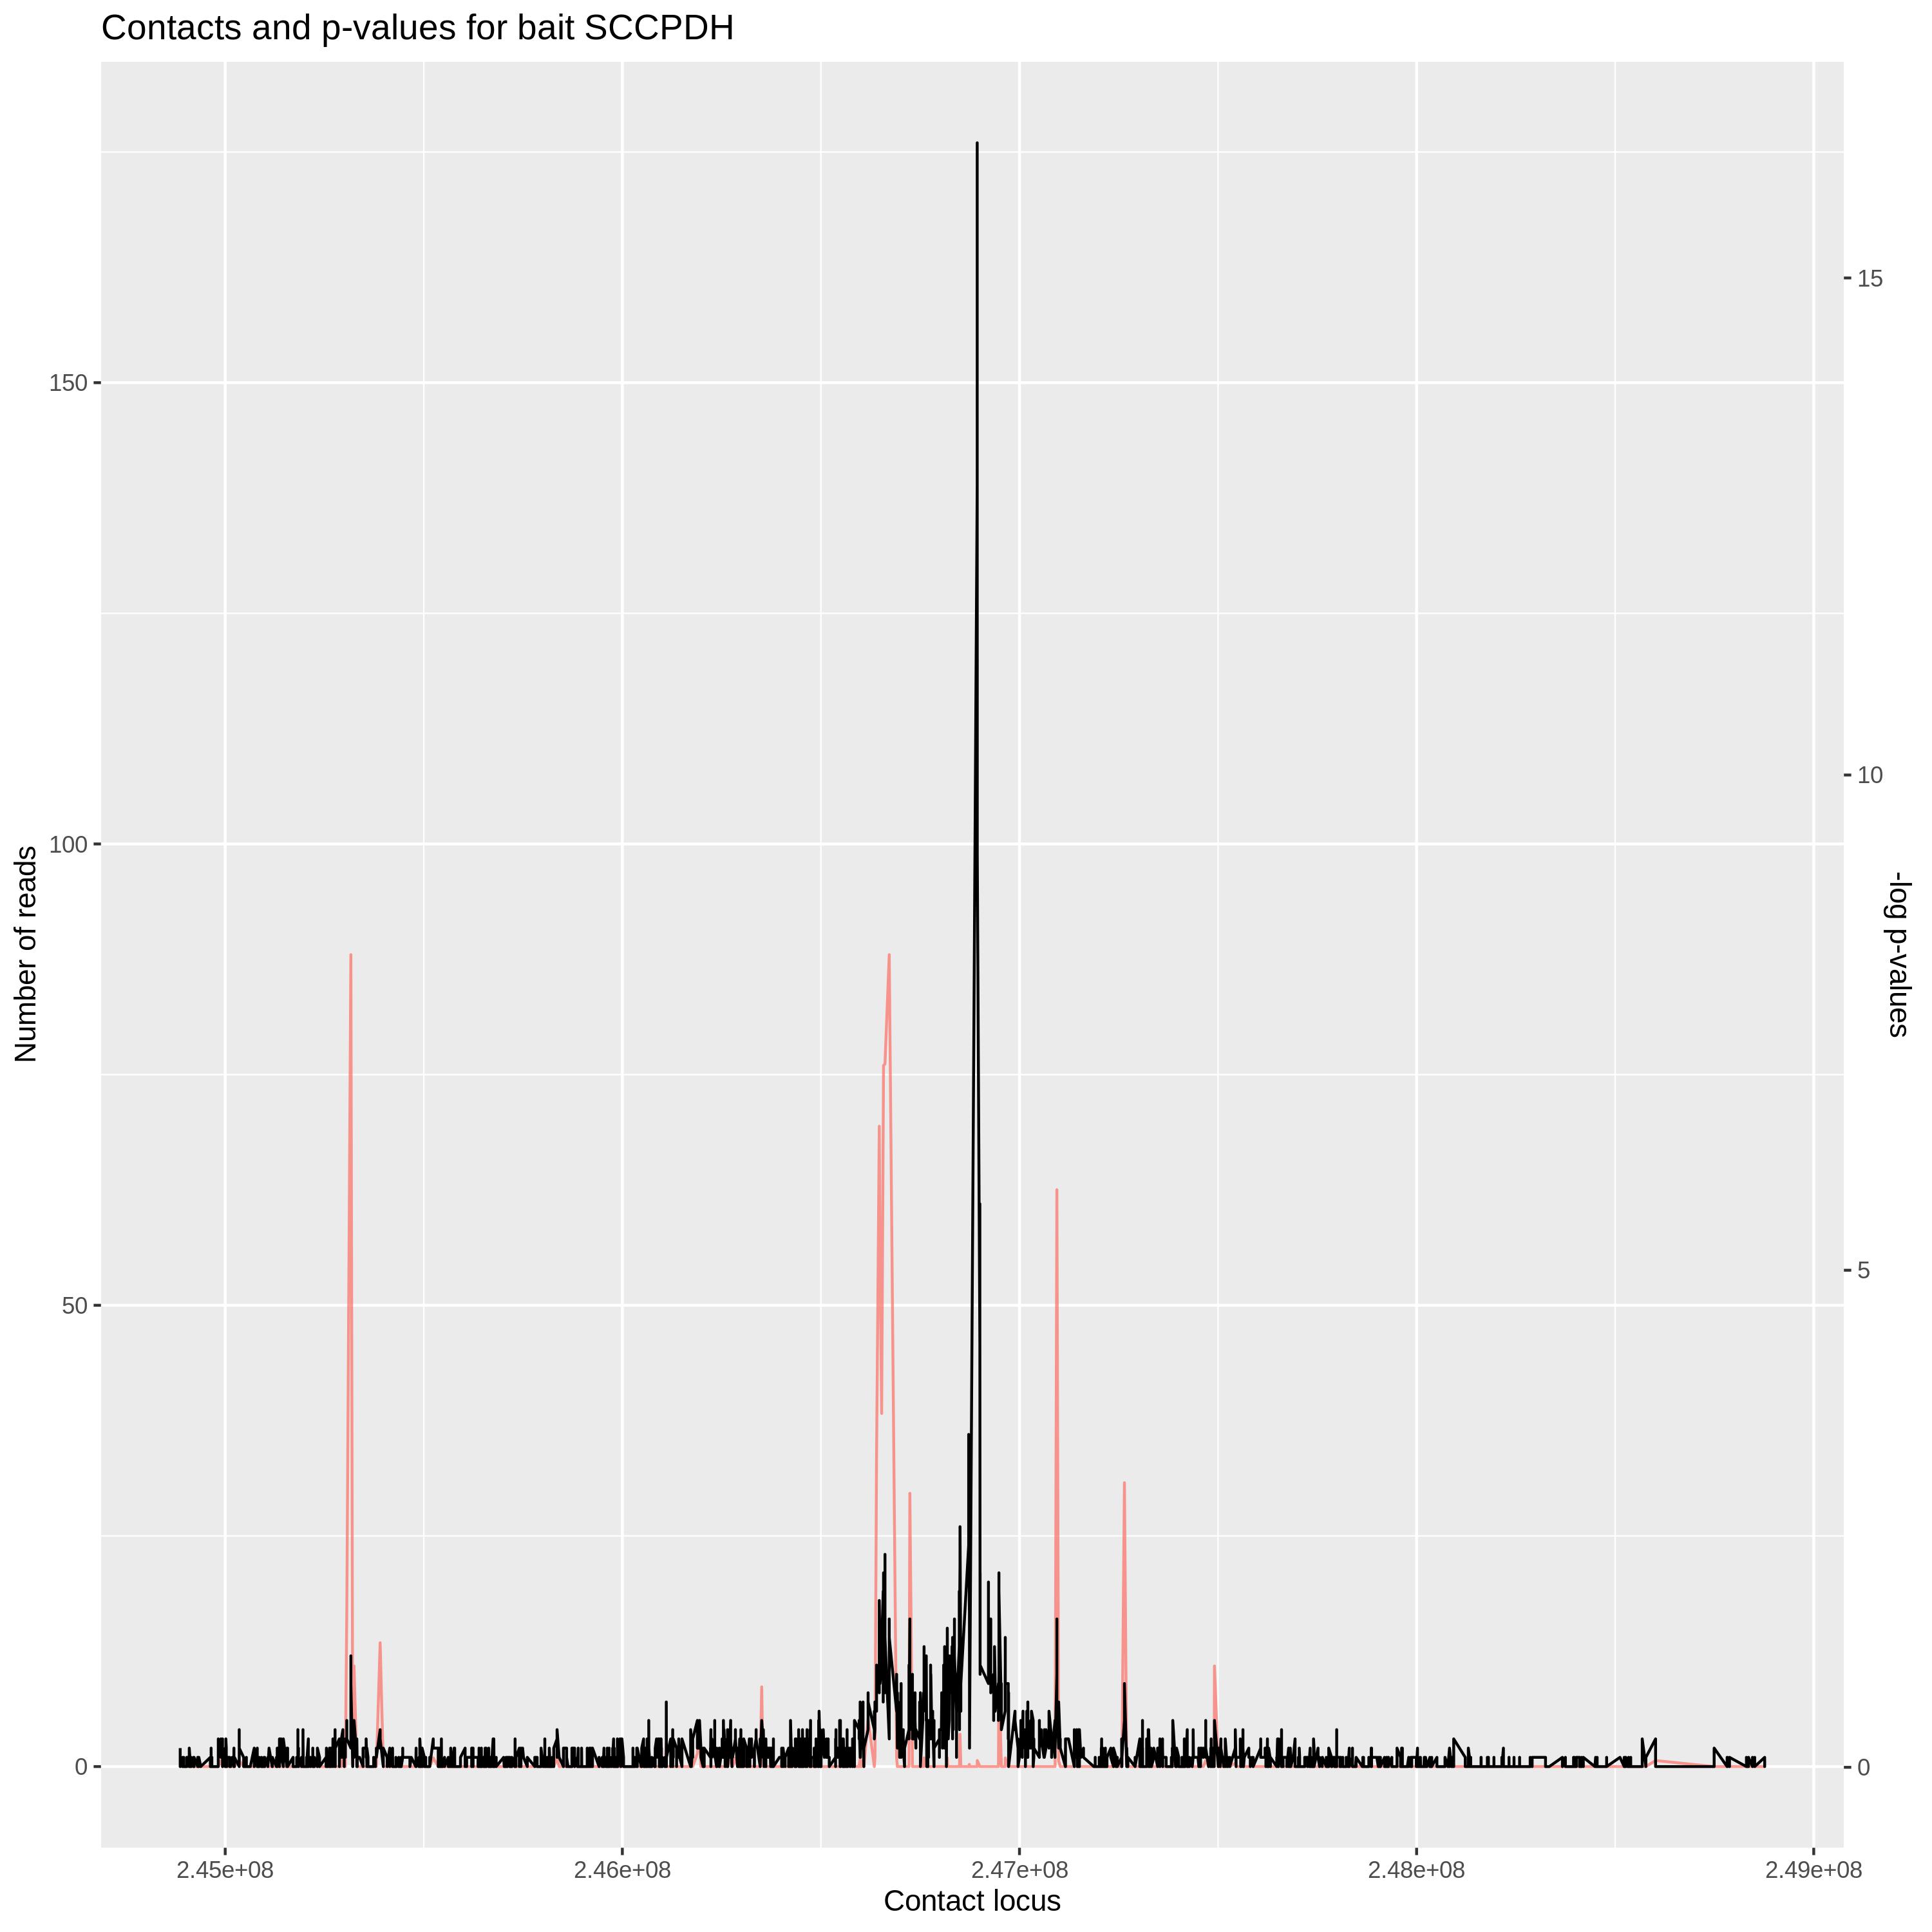 Contacts and p-values for bait SCCPDH
Number of reads
150
100
50
0
15
10
5
0
-log p-values
2.45e+08
2.46e+08
2.47e+08
2.48e+08
2.49e+08
Contact locus